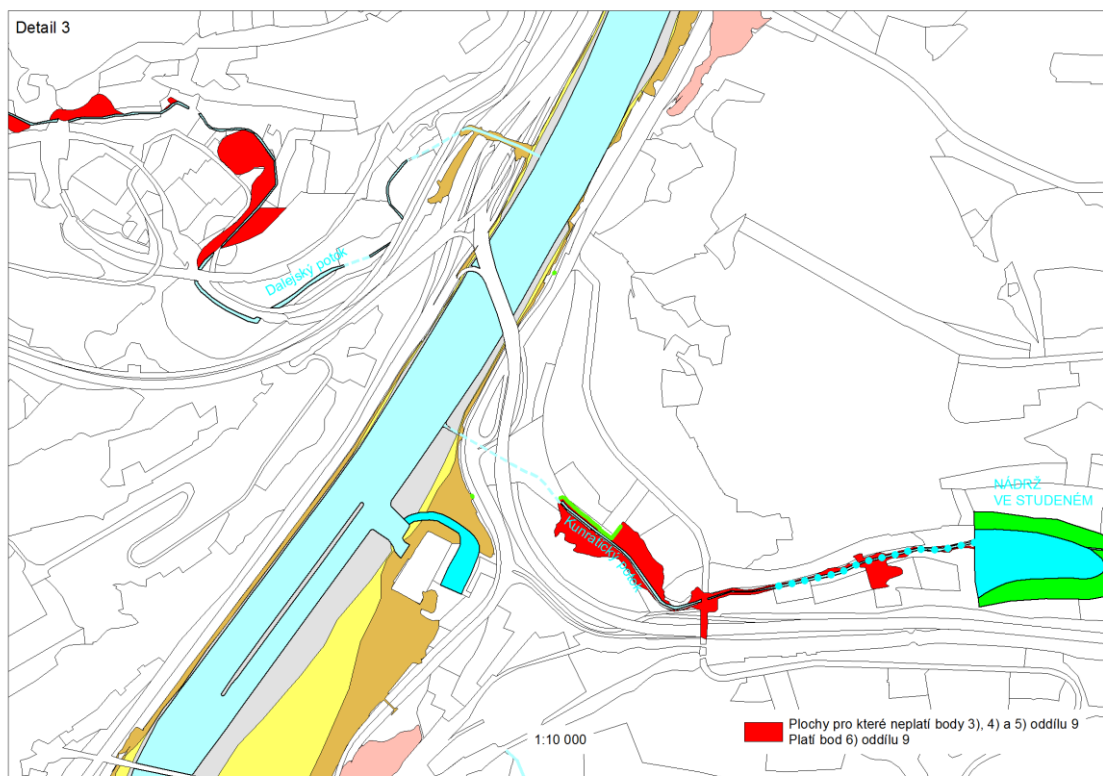 Detail 3
Dalejský potok
NÁDRŽ
VE STUDENÉM
Kunratický potok
1:10 000
Plochy pro které neplatí body 3), 4) a 5) oddílu 9
Platí bod 6) oddílu 9